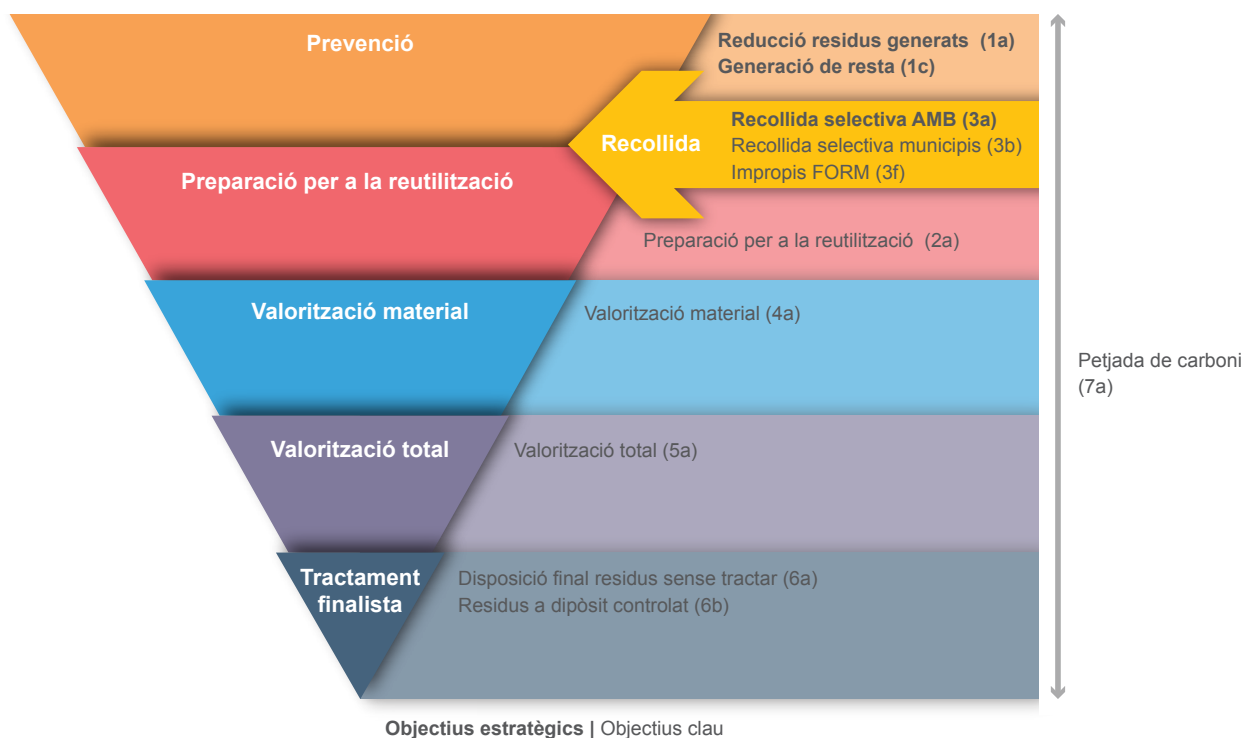 Prevenció
Reducció residus generats (1a)
Generació de resta (1c)
Recollida
Recollida selectiva AMB (3a)
Recollida selectiva municipis (3b)
Impropis FORM (3f)
Preparació per a la reutilització
Preparació per a la reutilització (2a)
Valorització material
Valorització material (4a)
Petjada de carboni
(7a)
Valorització total
Valorització total (5a)
Tractament
finalista
Disposició final residus sense tractar (6a)
Residus a dipòsit controlat (6b)
Objectius estratègics | Objectius clau